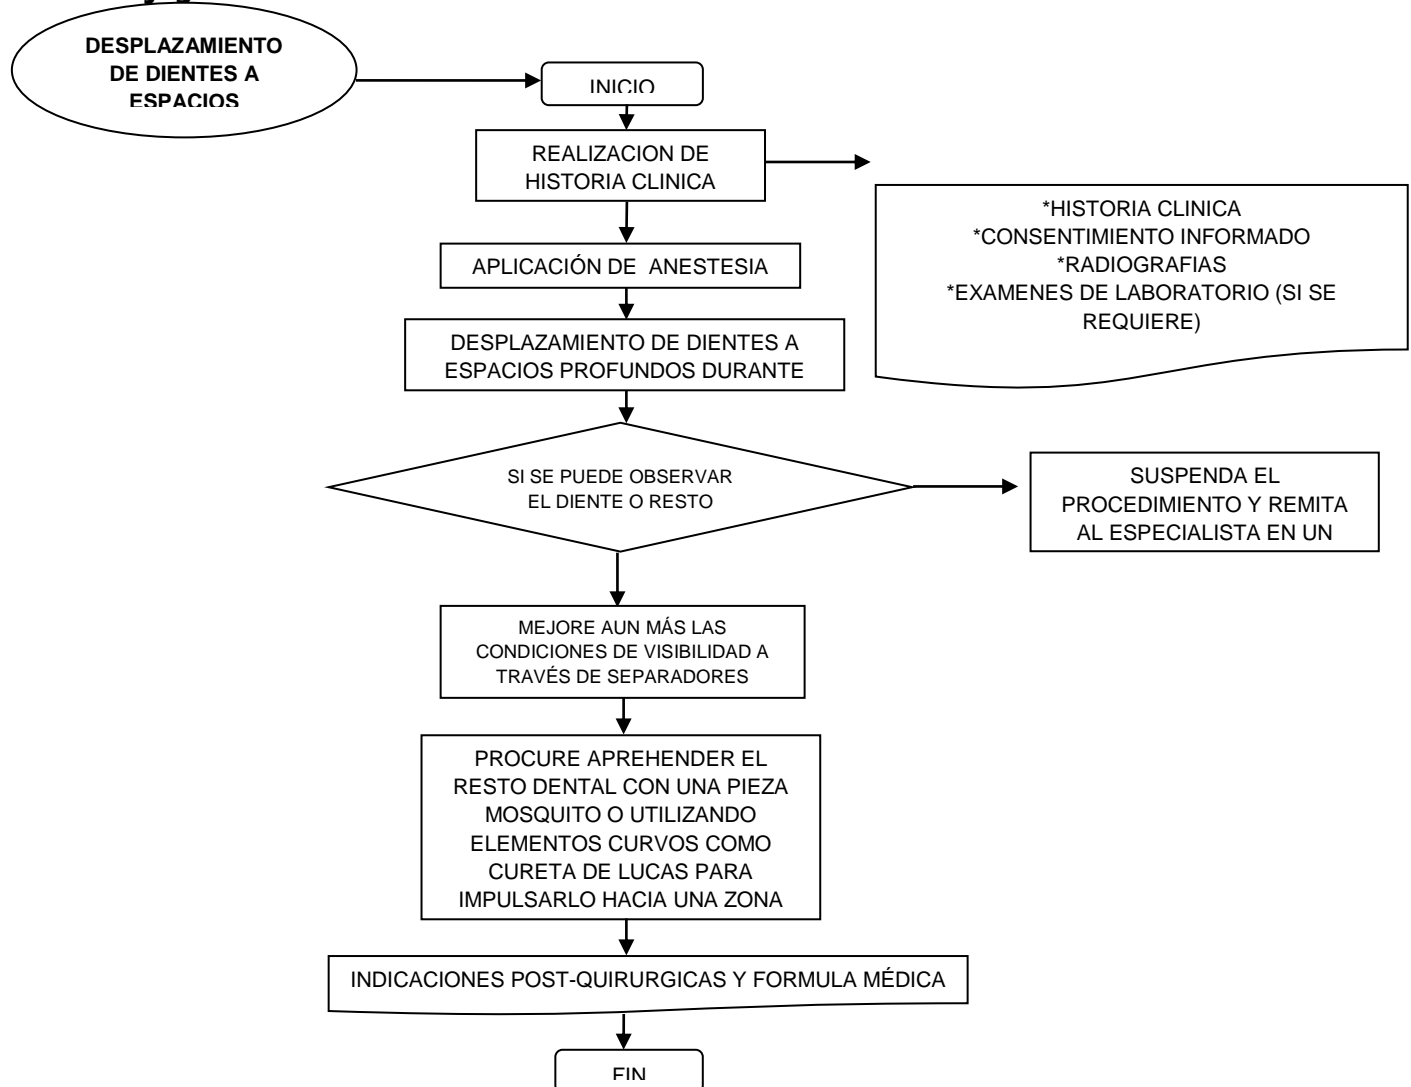 DESPLAZAMIENTO
DE DIENTES A
ESPACIOS
INICIO
REALIZACION DE
HISTORIA CLINICA
*HISTORIA CLINICA
*CONSENTIMIENTO INFORMADO
*RADIOGRAFIAS
*EXAMENES DE LABORATORIO (SI SE
REQUIERE)
APLICACIÓN DE ANESTESIA
DESPLAZAMIENTO DE DIENTES A
ESPACIOS PROFUNDOS DURANTE
SI SE PUEDE OBSERVAR
EL DIENTE O RESTO
SUSPENDA EL
PROCEDIMIENTO Y REMITA
AL ESPECIALISTA EN UN
MEJORE AUN MÁS LAS
CONDICIONES DE VISIBILIDAD A
TRAVÉS DE SEPARADORES
PROCURE APREHENDER EL
RESTO DENTAL CON UNA PIEZA
MOSQUITO O UTILIZANDO
ELEMENTOS CURVOS COMO
CURETA DE LUCAS PARA
IMPULSARLO HACIA UNA ZONA
INDICACIONES POST-QUIRURGICAS Y FORMULA MÉDICA
FIN